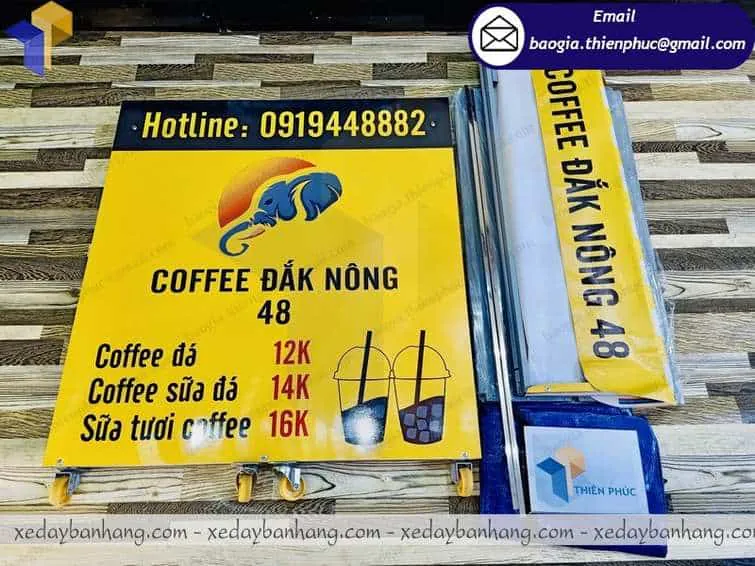 Email
baogia.thienphuc@gmail.com
Hotline: 0919448882
COFFEE ĐẮK NÔNG
48
Coffee đá 12K
Coffee sữa đá 14K
Sữa tươi coffee 16K
COFFEE ĐẮK NÔNG 48
THIÊN PHÚC
xedaybanhang.com - xedaybanhang.com - xedaybanhang.com - xedaybanhang.com